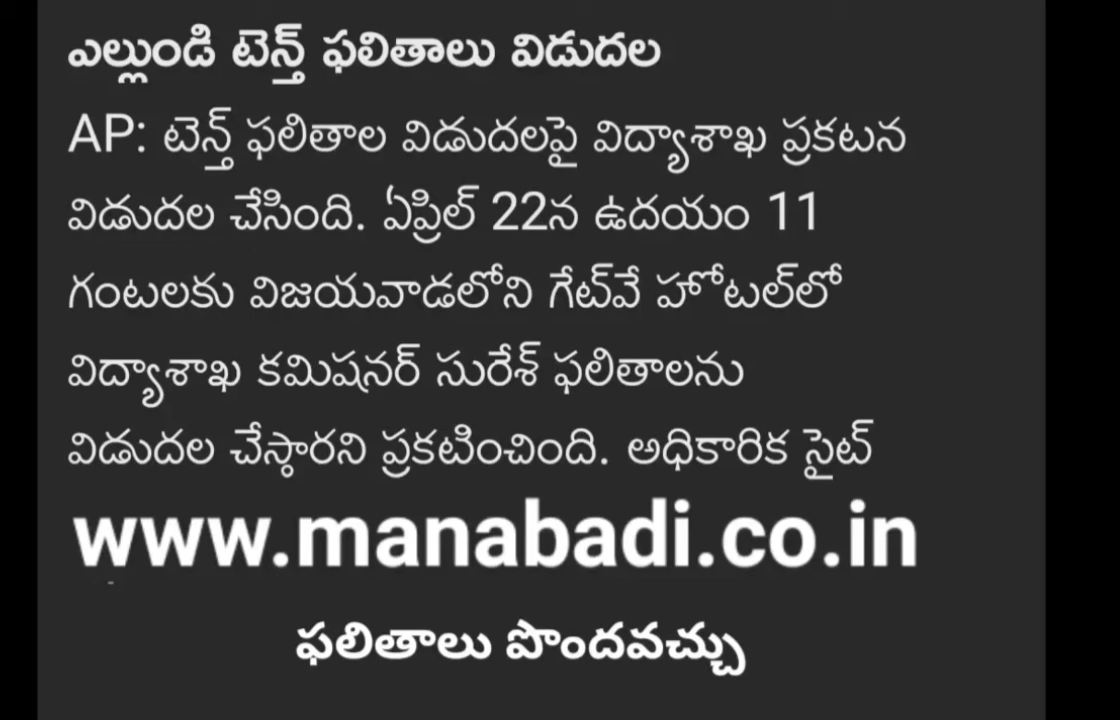 ఎల్లుండి టెన్త్ ఫలితాలు విడుదల
AP: టెన్త్ ఫలితాల విడుదలపై విద్యాశాఖ ప్రకటన
విడుదల చేసింది. ఏప్రిల్ 22న ఉదయం 11
గంటలకు విజయవాడలోని గేట్‌వే హోటల్‌లో
విద్యాశాఖ కమిషనర్ సురేశ్ ఫలితాలను
విడుదల చేస్తారని ప్రకటించింది. అధికారిక సైట్
www.manabadi.co.in
ఫలితాలు పొందవచ్చు